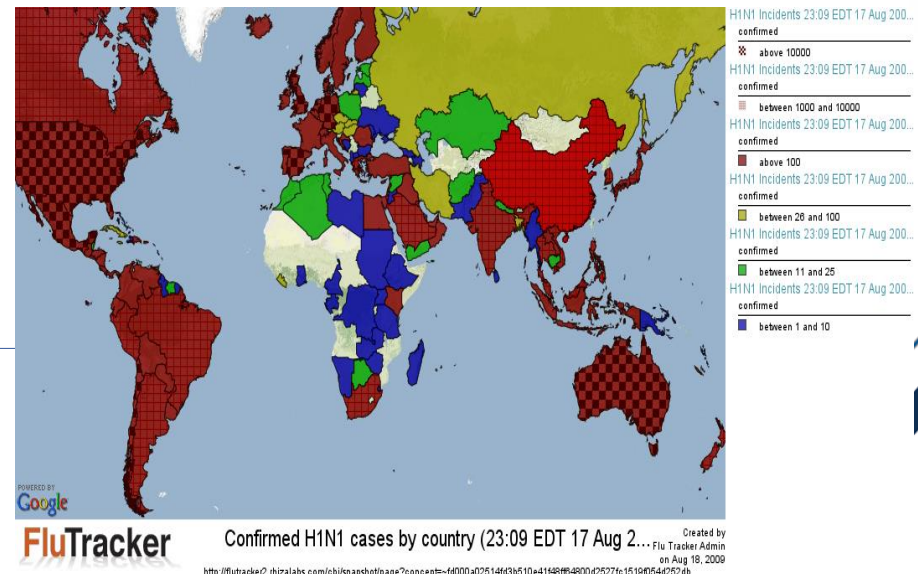 H1N1 Incidents 23:09 EDT 17 Aug 200...
confirmed
above 10000
H1N1 Incidents 23:09 EDT 17 Aug 200...
confirmed
between 1000 and 10000
H1N1 Incidents 23:09 EDT 17 Aug 200...
confirmed
above 100
H1N1 Incidents 23:09 EDT 17 Aug 200...
confirmed
between 26 and 100
H1N1 Incidents 23:09 EDT 17 Aug 200...
confirmed
between 11 and 25
H1N1 Incidents 23:09 EDT 17 Aug 200...
confirmed
between 1 and 10
POWERED BY
Google
FluTracker
Confirmed H1N1 cases by country (23:09 EDT 17 Aug 2...
Created by
Flu Tracker Admin
on Aug 18, 2009